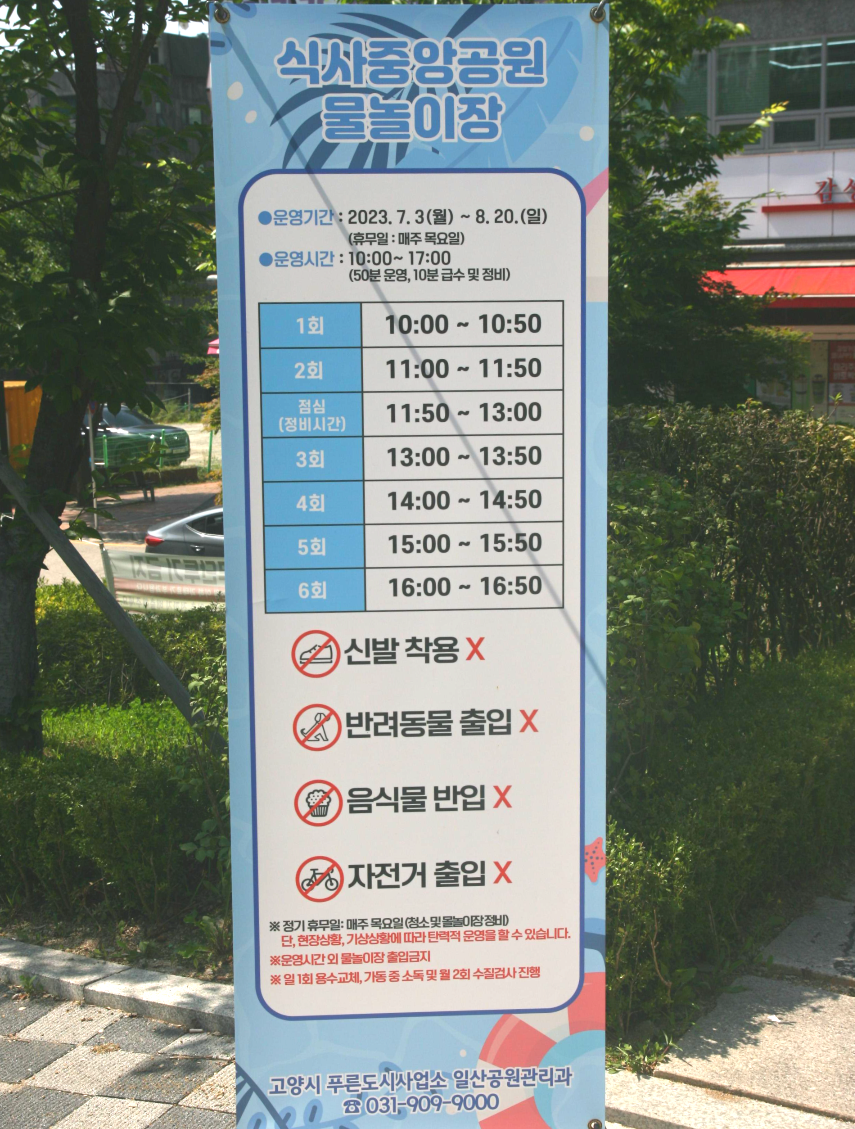 식사중앙공원
물놀이장
●운영기간 : 2023. 7. 3(월) ~ 8. 20.(일)
(휴무일 : 매주 목요일)
●운영시간 : 10:00~ 17:00
(50분 운영, 10분 급수 및 정비)
1회 10:00 ~ 10:50
2회 11:00 ~ 11:50
점심
(정비시간) 11:50 ~ 13:00
3회 13:00 ~ 13:50
4회 14:00 ~ 14:50
5회 15:00 ~ 15:50
6회 16:00 ~ 16:50
신발 착용 X
반려동물 출입 X
음식물 반입 X
자전거 출입 X
※ 정기 휴무일: 매주 목요일 (청소 및 물놀이장 정비)
단, 현장상황, 기상상황에 따라 탄력적 운영을 할 수 있습니다.
※운영시간 외 물놀이장 출입금지
※ 일 1회 용수교체, 가동 중 소독 및 월 2회 수질검사 진행
고양시 푸른도시사업소 일산공원관리과
☎ 031-909-9000